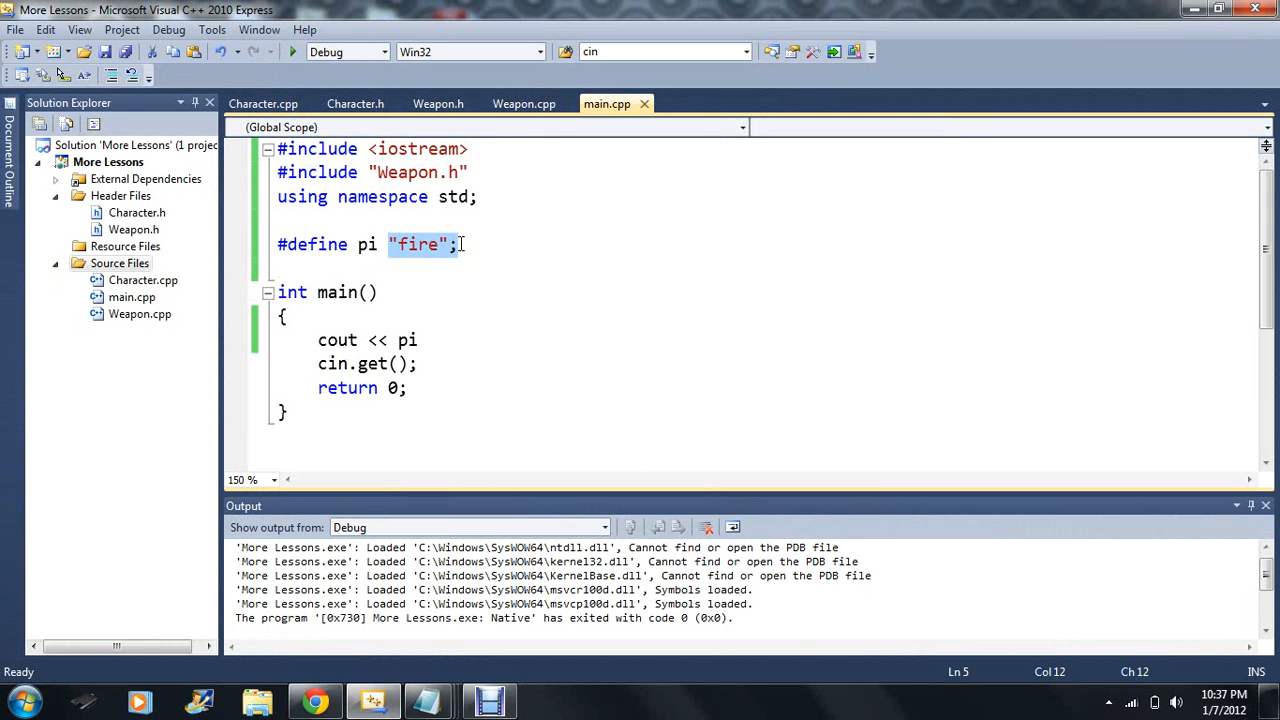 More Lessons - Microsoft Visual C++ 2010 Express
File Edit View Project Debug Tools Window Help
Debug Win32 cin
Solution Explorer
Character.cpp Character.h Weapon.h Weapon.cpp main.cpp
Document Outline
(Global Scope)
Solution 'More Lessons' (1 projec
More Lessons
External Dependencies
Header Files
Character.h
Weapon.h
Resource Files
Source Files
Character.cpp
main.cpp
Weapon.cpp
#include <iostream>
#include "Weapon.h"
using namespace std;
#define pi "fire";
int main()
{
cout << pi
cin.get();
return 0;
}
150 %
Output
Show output from: Debug
'More Lessons.exe': Loaded 'C:\Windows\SysWOW64\ntdll.dll', Cannot find or open the PDB file
'More Lessons.exe': Loaded 'C:\Windows\SysWOW64\kernel32.dll', Cannot find or open the PDB file
'More Lessons.exe': Loaded 'C:\Windows\SysWOW64\KernelBase.dll', Cannot find or open the PDB file
'More Lessons.exe': Loaded 'C:\Windows\SysWOW64\msvcr100d.dll', Symbols loaded.
'More Lessons.exe': Loaded 'C:\Windows\SysWOW64\msvcp100d.dll', Symbols loaded.
The program '[0x730] More Lessons.exe: Native' has exited with code 0 (0x0).
Ready Ln 5 Col 12 Ch 12 INS
10:37 PM
1/7/2012